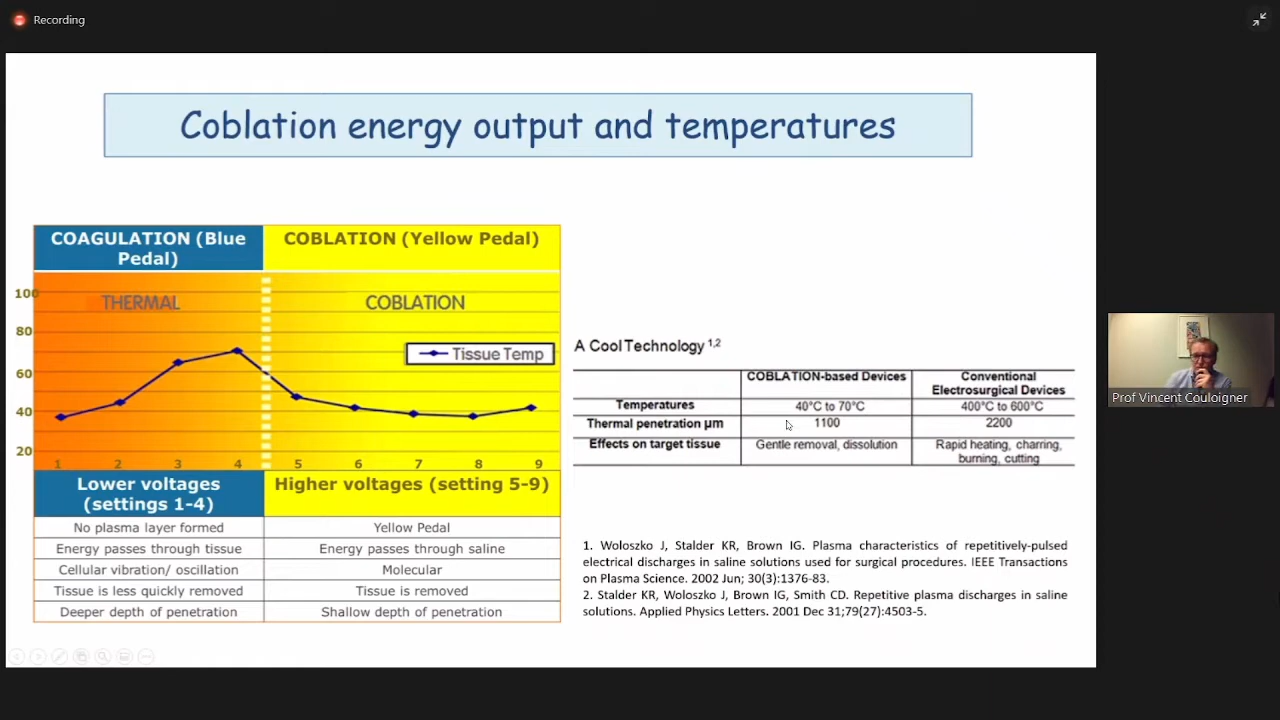 Recording
Coblation energy output and temperatures
COAGULATION (Blue
Pedal)
COBLATION (Yellow Pedal)
THERMAL
COBLATION
Tissue Temp
100
80
60
40
20
1 2 3 4 5 6 7 8 9
Lower voltages
(settings 1-4)
Higher voltages (setting 5-9)
No plasma layer formed
Yellow Pedal
Energy passes through tissue
Energy passes through saline
Cellular vibration/ oscillation
Molecular
Tissue is less quickly removed
Tissue is removed
Deeper depth of penetration
Shallow depth of penetration
A Cool Technology 1,2
COBLATION-based Devices
Conventional
Electrosurgical Devices
Temperatures
40°C to 70°C
400°C to 600°C
Thermal penetration µm
1100
2200
Effects on target tissue
Gentle removal, dissolution
Rapid heating, charring,
burning, cutting
1. Woloszko J, Stalder KR, Brown IG. Plasma characteristics of repetitively-pulsed
electrical discharges in saline solutions used for surgical procedures. IEEE Transactions
on Plasma Science. 2002 Jun; 30(3):1376-83.
2. Stalder KR, Woloszko J, Brown IG, Smith CD. Repetitive plasma discharges in saline
solutions. Applied Physics Letters. 2001 Dec 31;79(27):4503-5.
Prof Vincent Couloigner